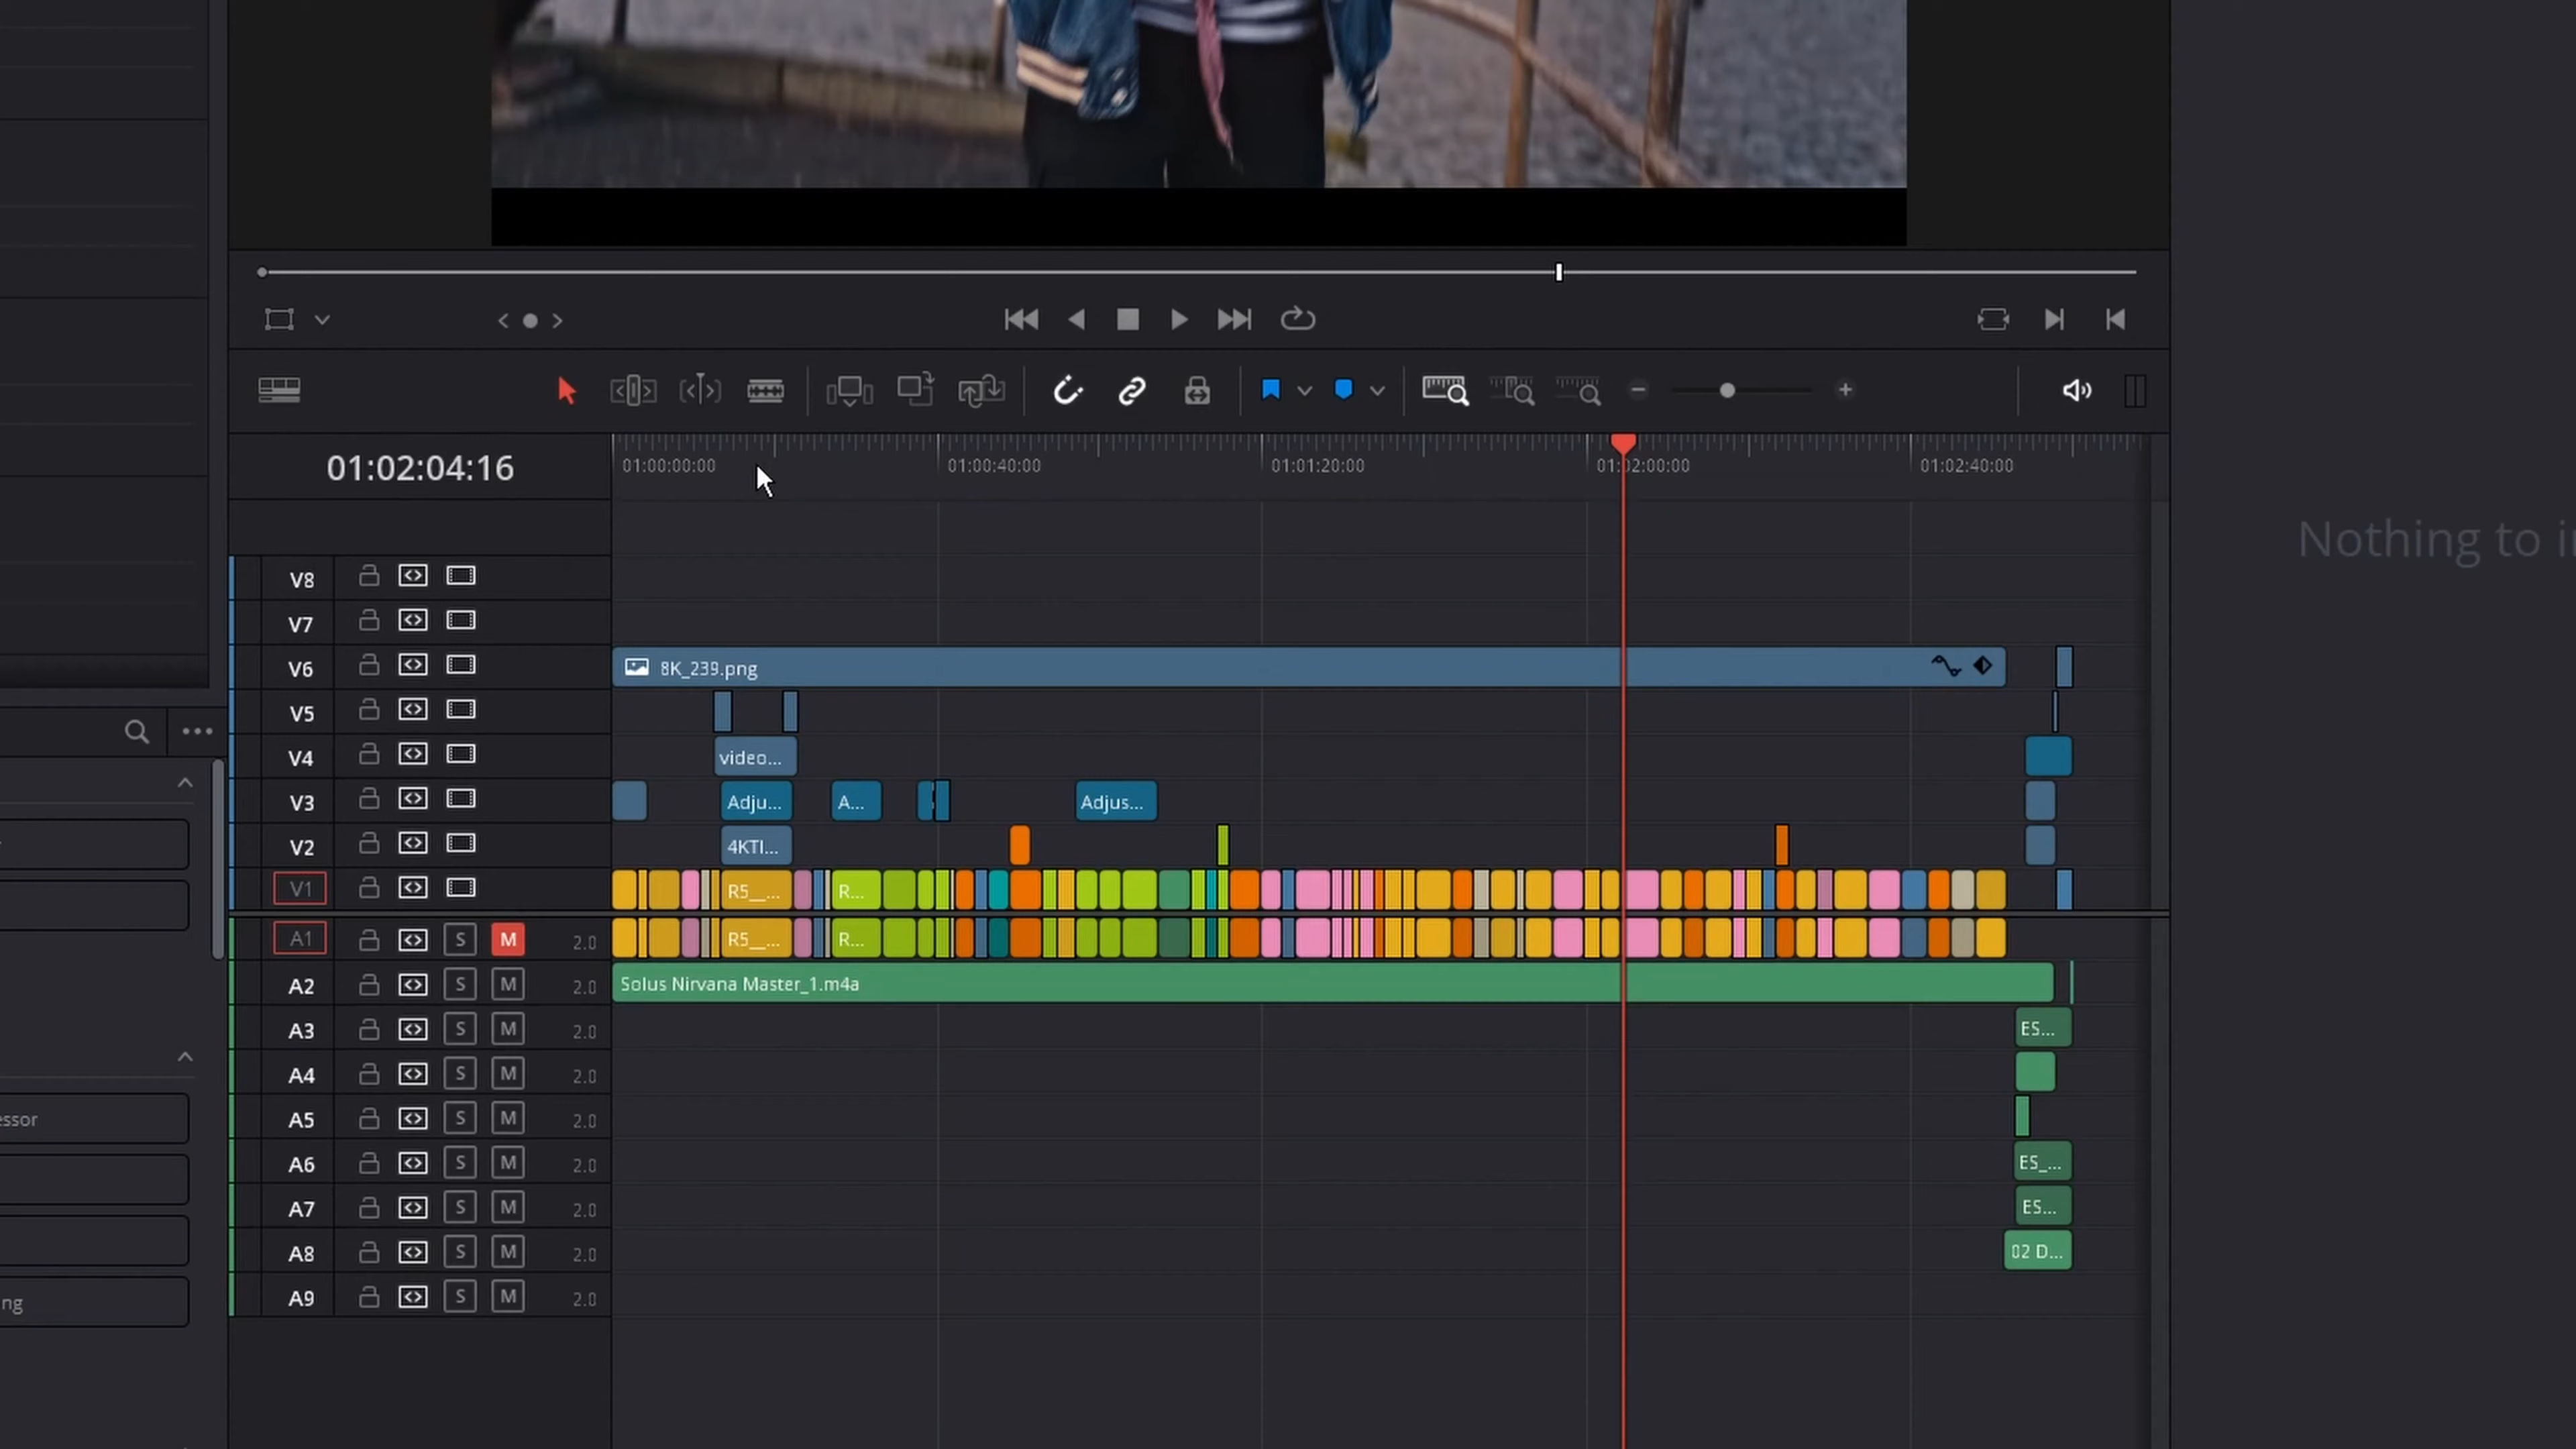 01:02:04:16
01:00:00:00
01:00:40:00
01:01:20:00
01:02:00:00
01:02:40:00
Nothing to
V8
V7
V6
8K_239.png
V5
V4
video...
V3
Adju...
A...
Adjus...
V2
4KTI...
V1
R5__...
R...
A1
S
M
2.0
R5__...
R...
A2
S
M
2.0
Solus Nirvana Master_1.m4a
A3
S
M
2.0
ES...
A4
S
M
2.0
A5
S
M
2.0
essor
A6
S
M
2.0
ES_...
A7
S
M
2.0
ES...
A8
S
M
2.0
02 D...
A9
S
M
2.0
ng